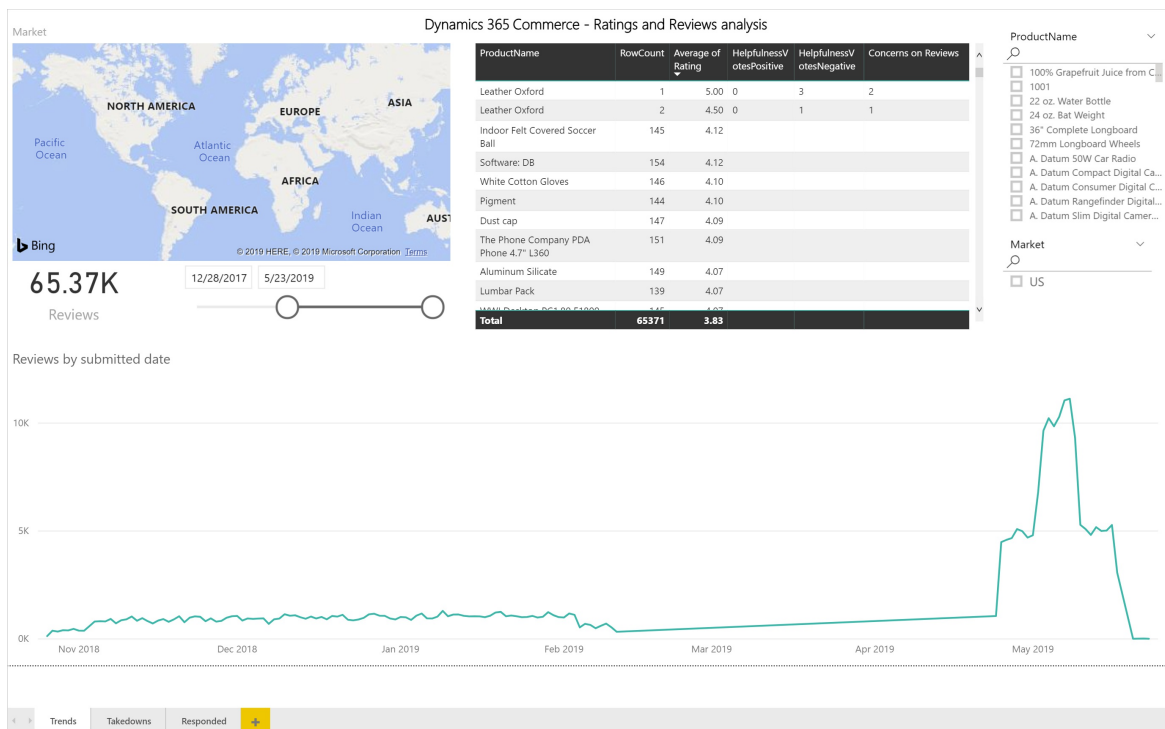 Dynamics 365 Commerce - Ratings and Reviews analysis
Market
NORTH AMERICA
EUROPE
ASIA
Pacific
Ocean
Atlantic
Ocean
AFRICA
SOUTH AMERICA
Indian
Ocean
AUST
Bing
© 2019 HERE, © 2019 Microsoft Corporation Terms
65.37K
Reviews
12/28/2017 5/23/2019
ProductName RowCount Average of HelpfulnessV HelpfulnessV Concerns on Reviews
Rating otesPositive otesNegative
Leather Oxford 1 5.00 0 3 2
Leather Oxford 2 4.50 0 1 1
Indoor Felt Covered Soccer 145 4.12
Ball
Software: DB 154 4.12
White Cotton Gloves 146 4.10
Pigment 144 4.10
Dust cap 147 4.09
The Phone Company PDA 151 4.09
Phone 4.7" L360
Aluminum Silicate 149 4.07
Lumbar Pack 139 4.07
Total 65371 3.83
ProductName
100% Grapefruit Juice from C...
1001
22 oz. Water Bottle
24 oz. Bat Weight
36" Complete Longboard
72mm Longboard Wheels
A. Datum 50W Car Radio
A. Datum Compact Digital Ca...
A. Datum Consumer Digital C...
A. Datum Rangefinder Digital...
A. Datum Slim Digital Camer...
Market
US
Reviews by submitted date
10K
5K
0K
Nov 2018 Dec 2018 Jan 2019 Feb 2019 Mar 2019 Apr 2019 May 2019
Trends Takedowns Responded +